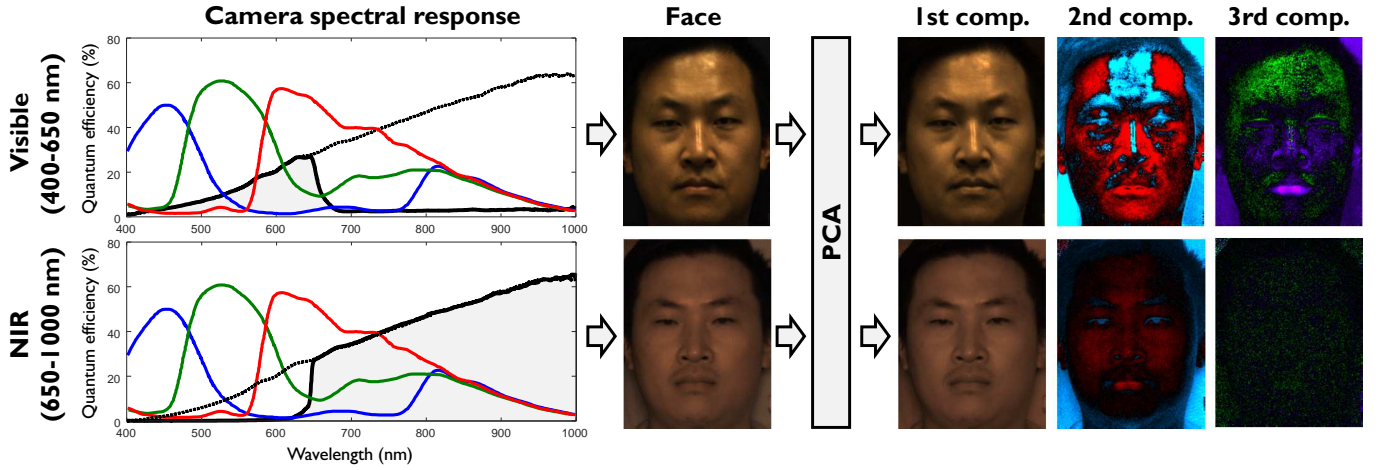 Camera spectral response
Face
1st comp.
2nd comp.
3rd comp.
Visible
(400-650 nm)
Quantum efficiency (%)
80
60
40
20
0
400
500
600
700
800
900
1000
PCA
NIR
(650-1000 nm)
Quantum efficiency (%)
80
60
40
20
0
400
500
600
700
800
900
1000
Wavelength (nm)